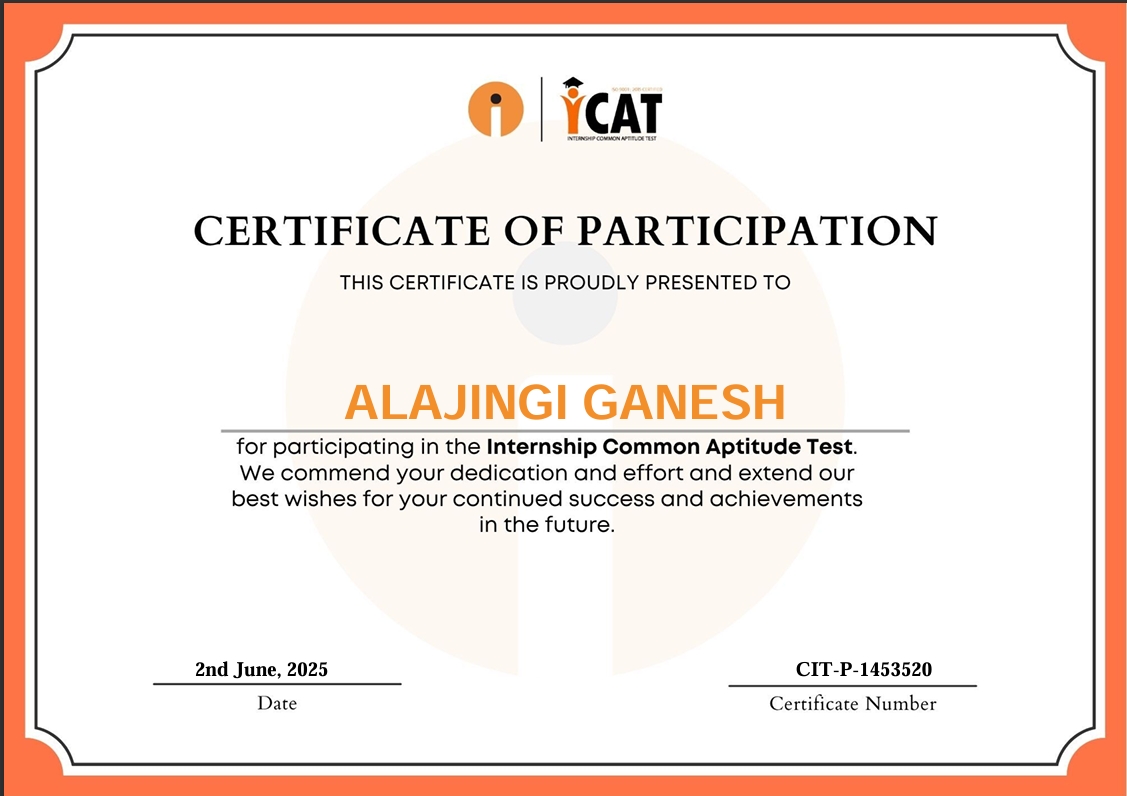 iCAT
INTERNSHIP COMMON APTITUDE TEST
CERTIFICATE OF PARTICIPATION
THIS CERTIFICATE IS PROUDLY PRESENTED TO
ALAJINGI GANESH
for participating in the Internship Common Aptitude Test.
We commend your dedication and effort and extend our
best wishes for your continued success and achievements
in the future.
2nd June, 2025
Date
CIT-P-1453520
Certificate Number